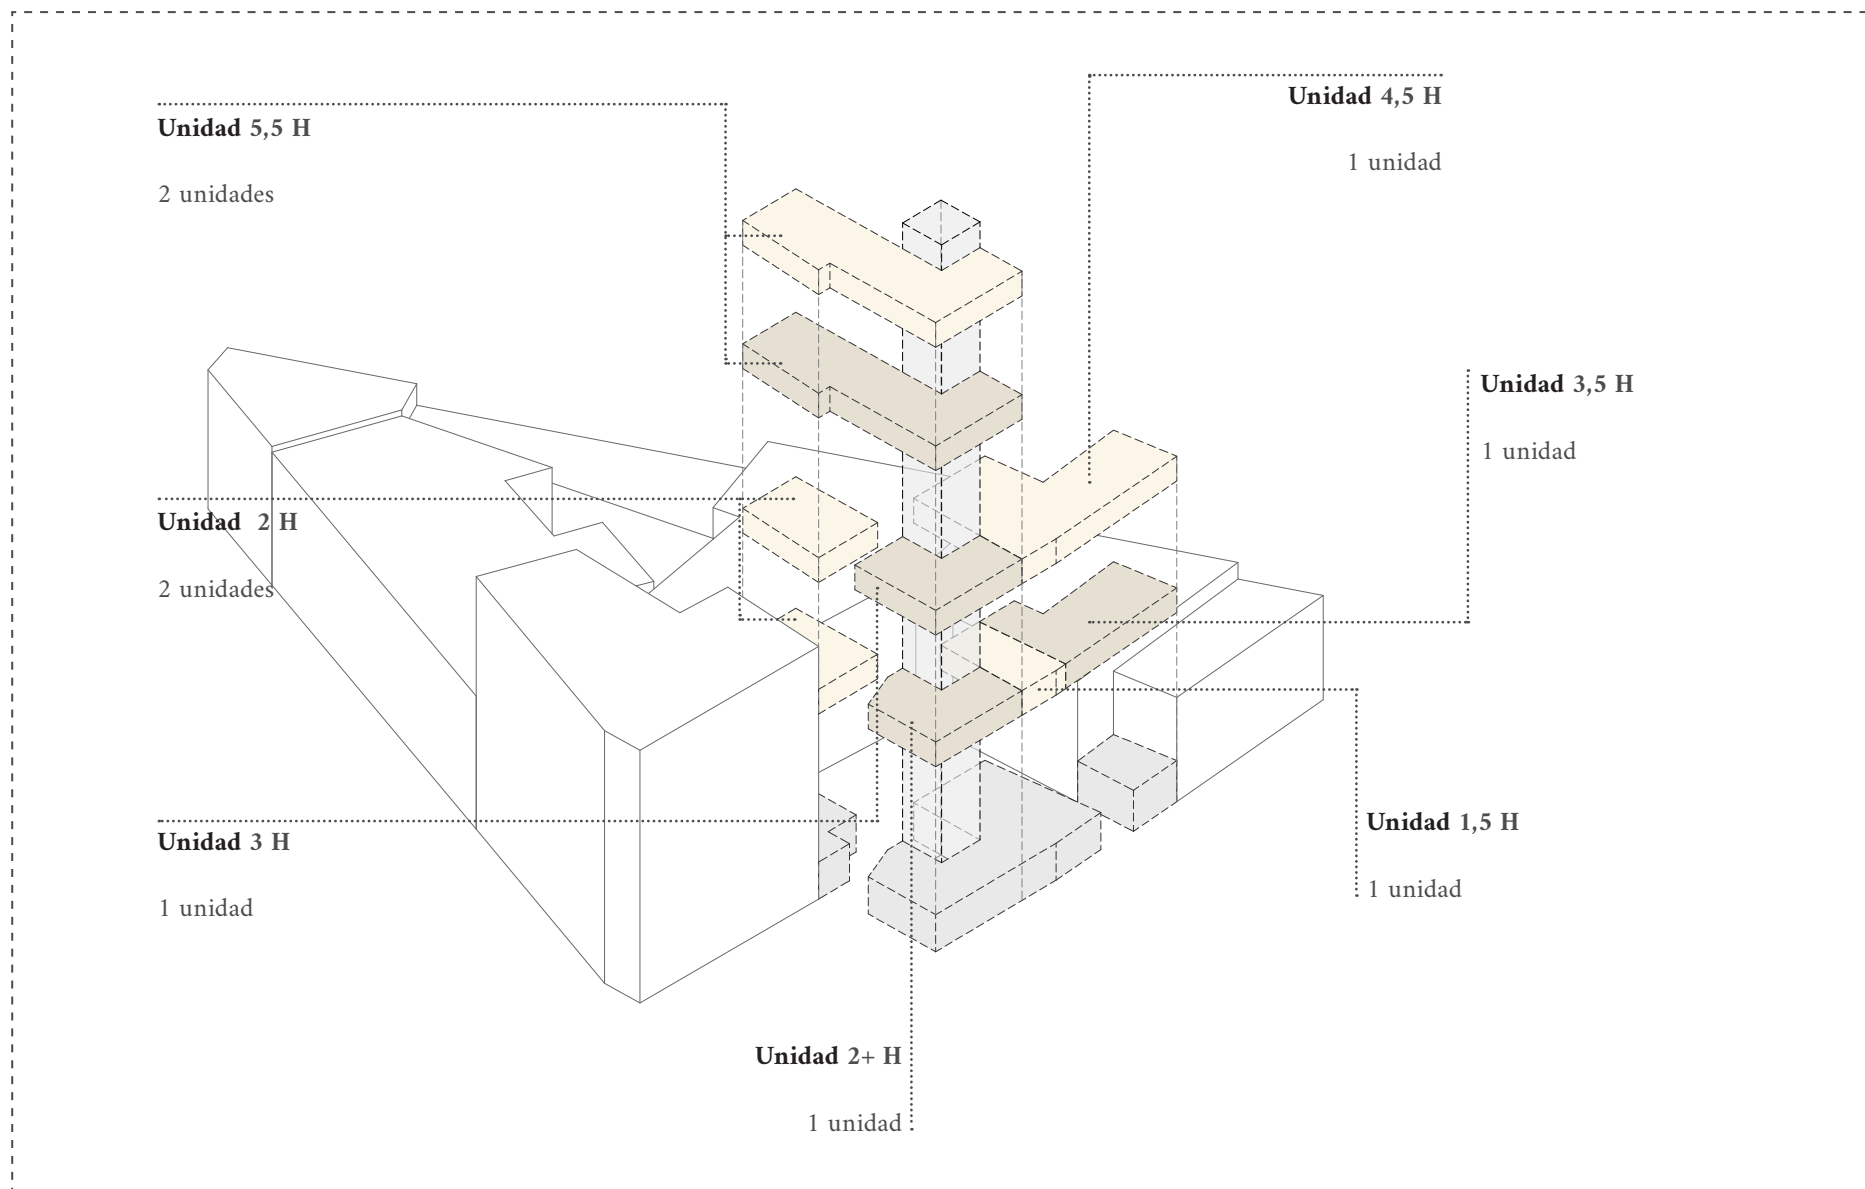 Unidad 4,5 H
1 unidad
Unidad 5,5 H
2 unidades
Unidad 3,5 H
1 unidad
Unidad 2 H
2 unidades
Unidad 3 H
1 unidad
Unidad 1,5 H
1 unidad
Unidad 2+ H
1 unidad